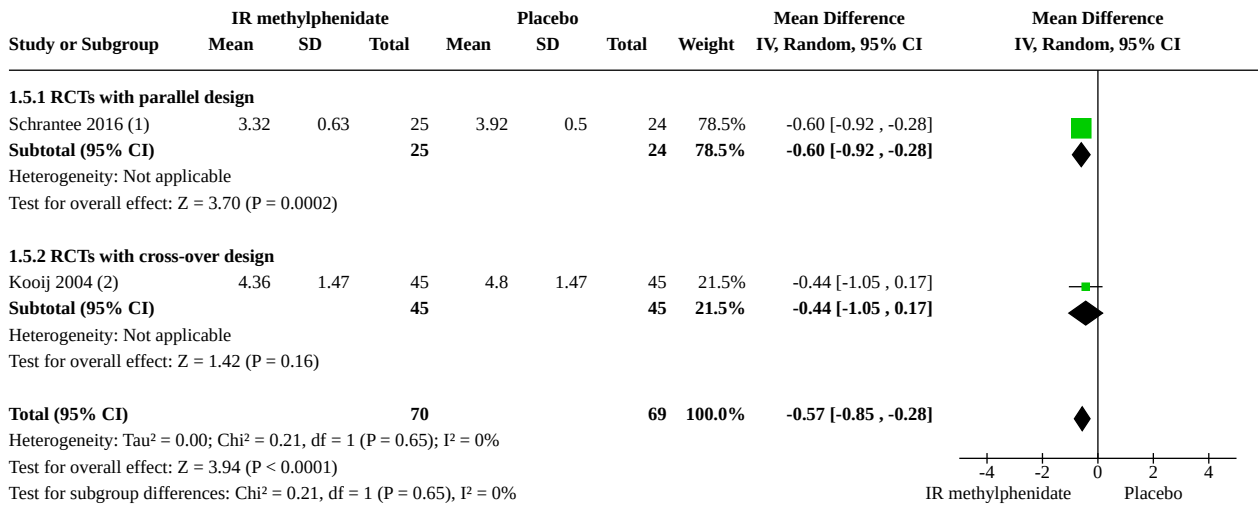 IR methylphenidate Placebo Mean Difference Mean Difference
Study or Subgroup Mean SD Total Mean SD Total Weight IV, Random, 95% CI IV, Random, 95% CI
1.5.1 RCTs with parallel design
Schrantee 2016 (1) 3.32 0.63 25 3.92 0.5 24 78.5% -0.60 [-0.92 , -0.28]
Subtotal (95% CI) 25 24 78.5% -0.60 [-0.92 , -0.28]
Heterogeneity: Not applicable
Test for overall effect: Z = 3.70 (P = 0.0002)
1.5.2 RCTs with cross-over design
Kooij 2004 (2) 4.36 1.47 45 4.8 1.47 45 21.5% -0.44 [-1.05 , 0.17]
Subtotal (95% CI) 45 45 21.5% -0.44 [-1.05 , 0.17]
Heterogeneity: Not applicable
Test for overall effect: Z = 1.42 (P = 0.16)
Total (95% CI) 70 69 100.0% -0.57 [-0.85 , -0.28]
Heterogeneity: Tau² = 0.00; Chi² = 0.21, df = 1 (P = 0.65); I² = 0%
Test for overall effect: Z = 3.94 (P < 0.0001)
-4 -2 0 2 4
Test for subgroup differences: Chi² = 0.21, df = 1 (P = 0.65), I² = 0%
IR methylphenidate Placebo